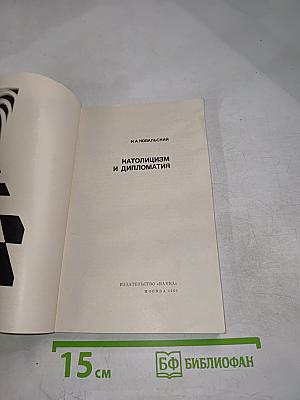 Н.А. КОВАЛЬСКИЙ
КАТОЛИЦИЗМ
И ДИПЛОМАТИЯ
ИЗДАТЕЛЬСТВО «НАУКА»
МОСКВА
15 см
БФ БИБЛИОФАН